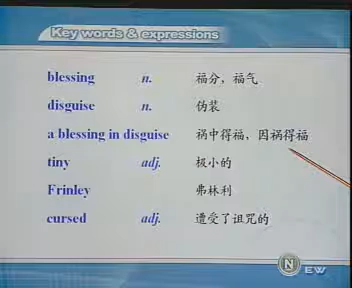 Key words & expressions
blessing n. 福分，福气
disguise n. 伪装
a blessing in disguise 祸中得福，因祸得福
tiny adj. 极小的
Frinley 弗林利
cursed adj. 遭受了诅咒的
N EW